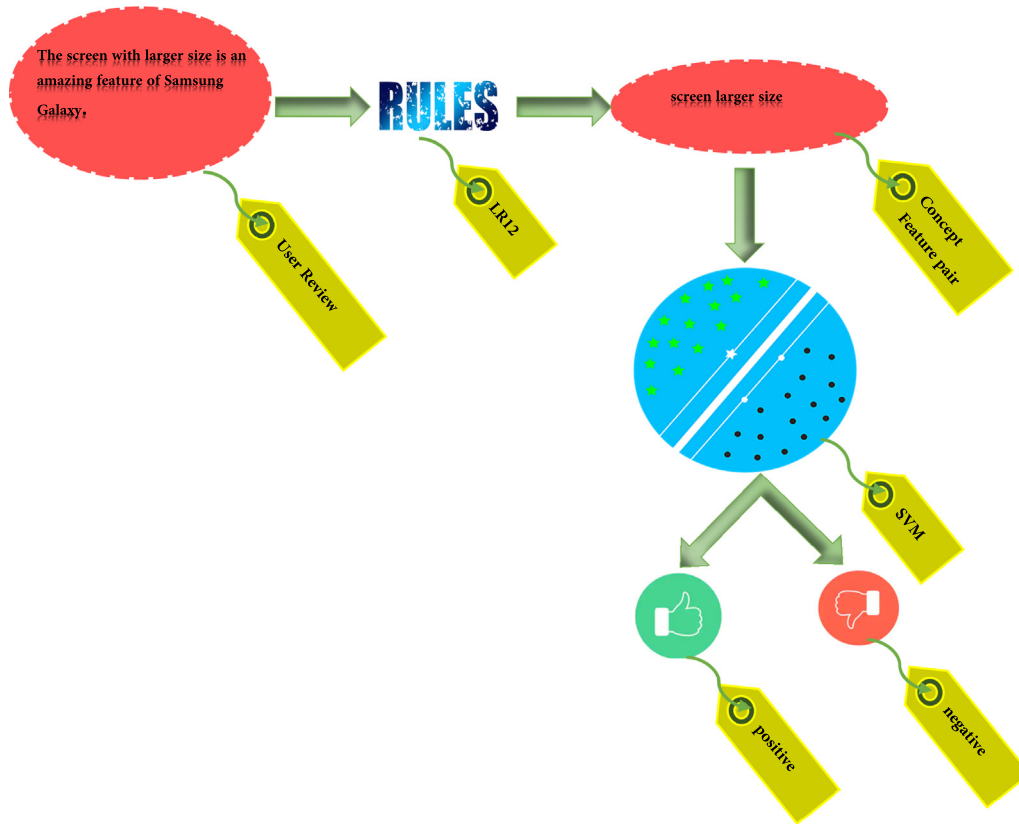 The screen with larger size is an
amazing feature of Samsung
Galaxy.
RULES
screen larger size
LR12
User Review
Concept
Feature pair
SVM
positive
negative